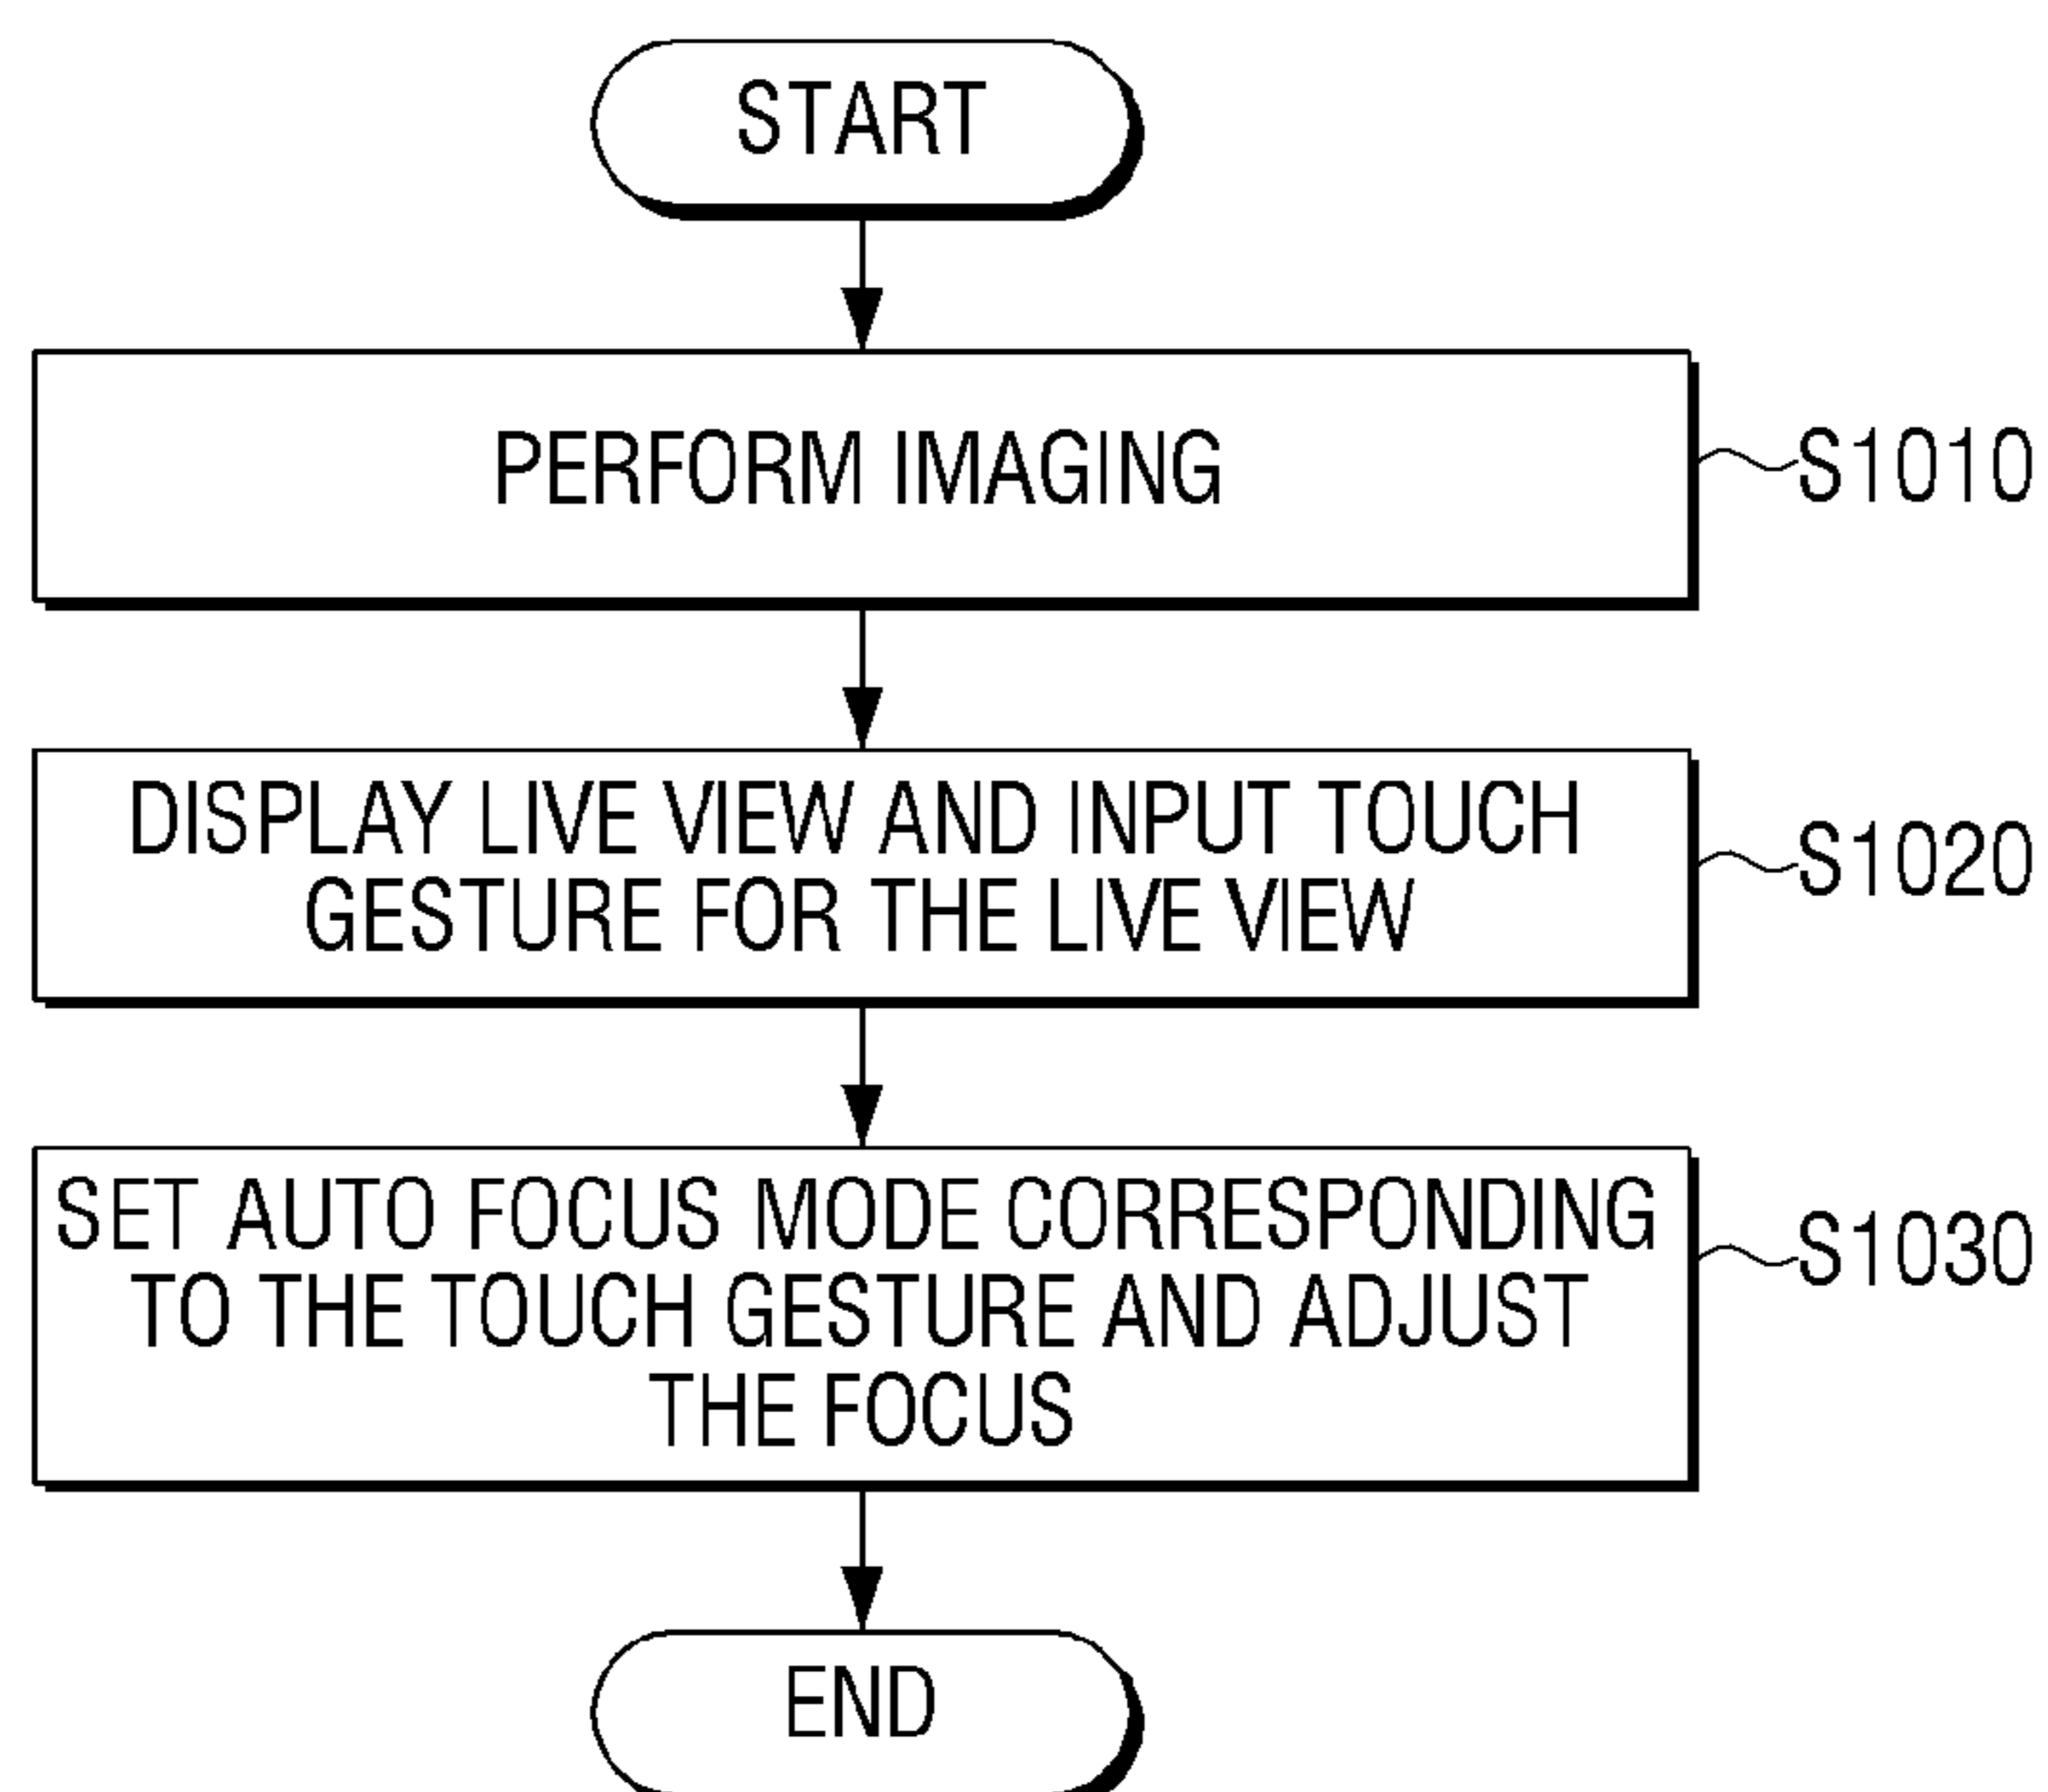 START
PERFORM IMAGING
S1010
DISPLAY LIVE VIEW AND INPUT TOUCH
GESTURE FOR THE LIVE VIEW
S1020
SET AUTO FOCUS MODE CORRESPONDING
TO THE TOUCH GESTURE AND ADJUST
THE FOCUS
S1030
END